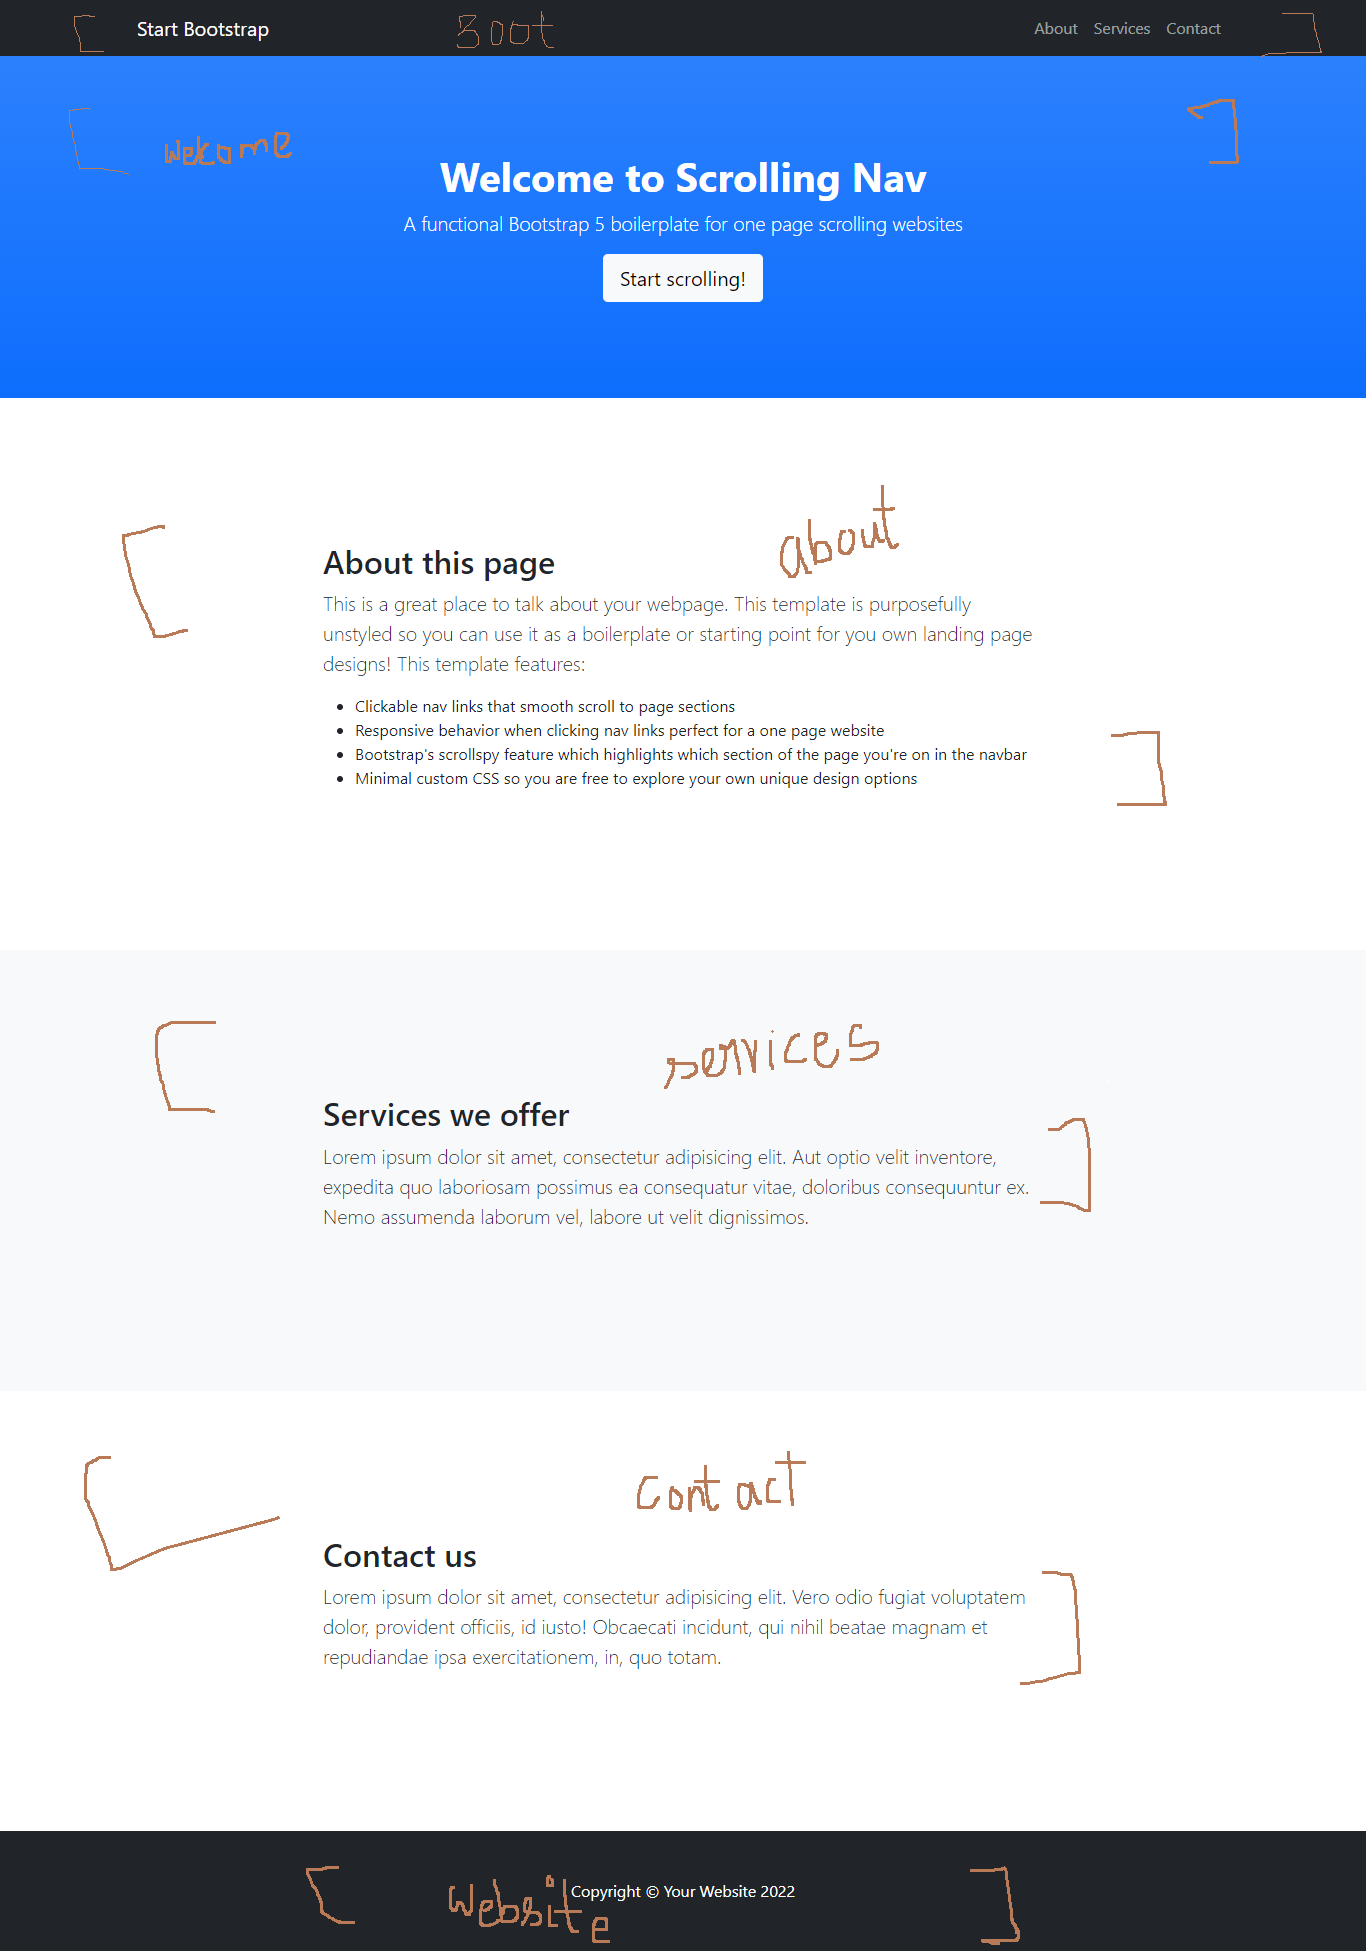 Start Bootstrap
Boot
About Services Contact
Welcome
Welcome to Scrolling Nav
A functional Bootstrap 5 boilerplate for one page scrolling websites
Start scrolling!
about
About this page
This is a great place to talk about your webpage. This template is purposefully
unstyled so you can use it as a boilerplate or starting point for you own landing page
designs! This template features:
Clickable nav links that smooth scroll to page sections
Responsive behavior when clicking nav links perfect for a one page website
Bootstrap's scrollspy feature which highlights which section of the page you're on in the navbar
Minimal custom CSS so you are free to explore your own unique design options
services
Services we offer
Lorem ipsum dolor sit amet, consectetur adipisicing elit. Aut optio velit inventore,
expedita quo laboriosam possimus ea consequatur vitae, doloribus consequuntur ex.
Nemo assumenda laborum vel, labore ut velit dignissimos.
contact
Contact us
Lorem ipsum dolor sit amet, consectetur adipisicing elit. Vero odio fugiat voluptatem
dolor, provident officiis, id iusto! Obcaecati incidunt, qui nihil beatae magnam et
repudiandae ipsa exercitationem, in, quo totam.
Copyright © Your Website 2022
Website